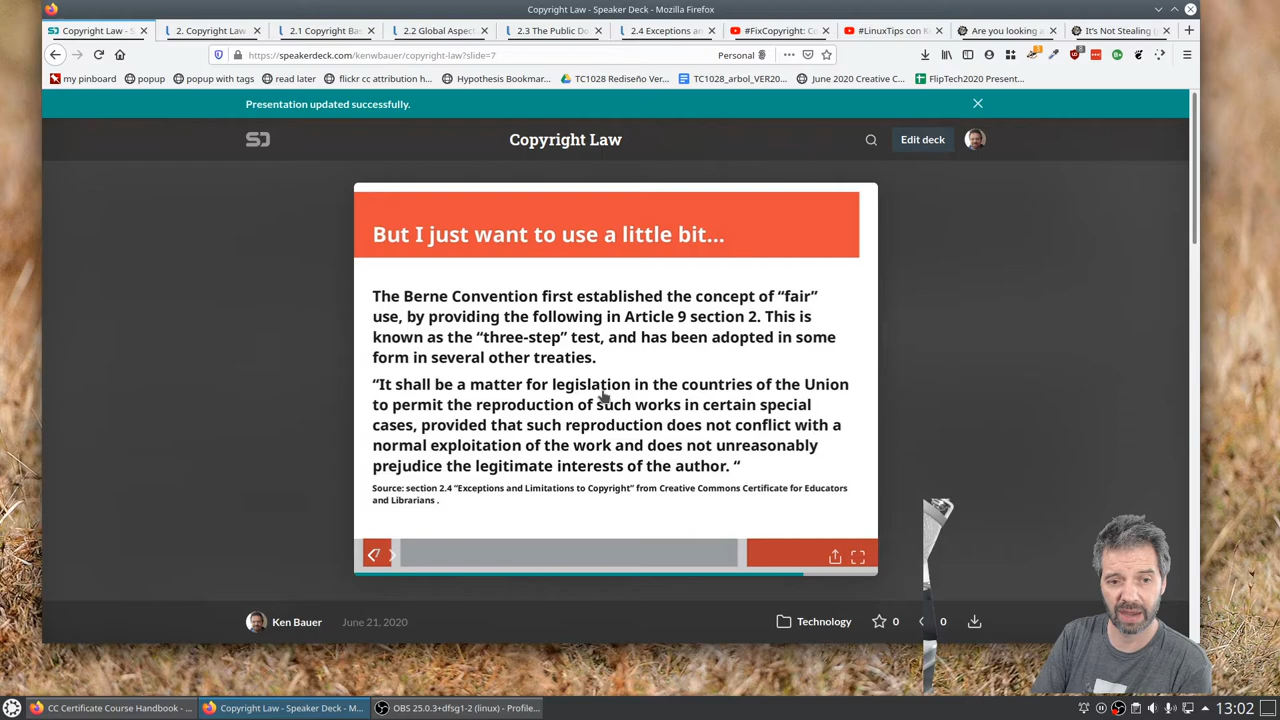 Copyright Law - Speaker Deck - Mozilla Firefox
Copyright Law - S
2. Copyright Law
2.1 Copyright Bas
2.2 Global Aspect
2.3 The Public Do
2.4 Exceptions an
#FixCopyright: Co
#LinuxTips con K
Are you looking a
It's Not Stealing (
https://speakerdeck.com/kenwbauer/copyright-law?slide=7
Personal
my pinboard
popup
popup with tags
read later
flickr cc attribution h...
Hypothesis Bookmar...
TC1028 Rediseño Ver...
TC1028_arbol_VER20...
June 2020 Creative C...
FlipTech2020 Present...
Presentation updated successfully.
Copyright Law
Edit deck
But I just want to use a little bit...
The Berne Convention first established the concept of “fair”
use, by providing the following in Article 9 section 2. This is
known as the “three-step” test, and has been adopted in some
form in several other treaties.
“It shall be a matter for legislation in the countries of the Union
to permit the reproduction of such works in certain special
cases, provided that such reproduction does not conflict with a
normal exploitation of the work and does not unreasonably
prejudice the legitimate interests of the author. “
Source: section 2.4 “Exceptions and Limitations to Copyright” from Creative Commons Certificate for Educators
and Librarians .
7
Ken Bauer
June 21, 2020
Technology
0
0
CC Certificate Course Handbook - ...
Copyright Law - Speaker Deck - M...
OBS 25.0.3+dfsg1-2 (linux) - Profile...
13:02